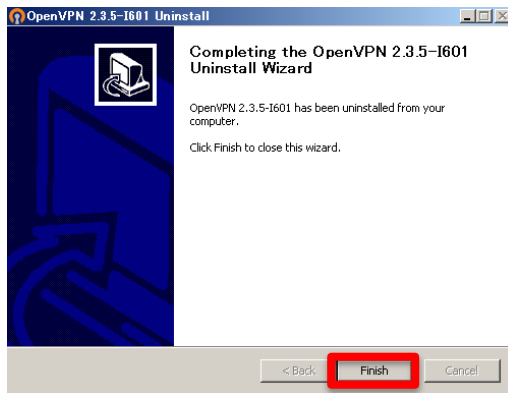 OpenVPN 2.3.5-I601 Uninstall
Completing the OpenVPN 2.3.5-I601
Uninstall Wizard
OpenVPN 2.3.5-I601 has been uninstalled from your
computer.
Click Finish to close this wizard.
< Back
Finish
Cancel